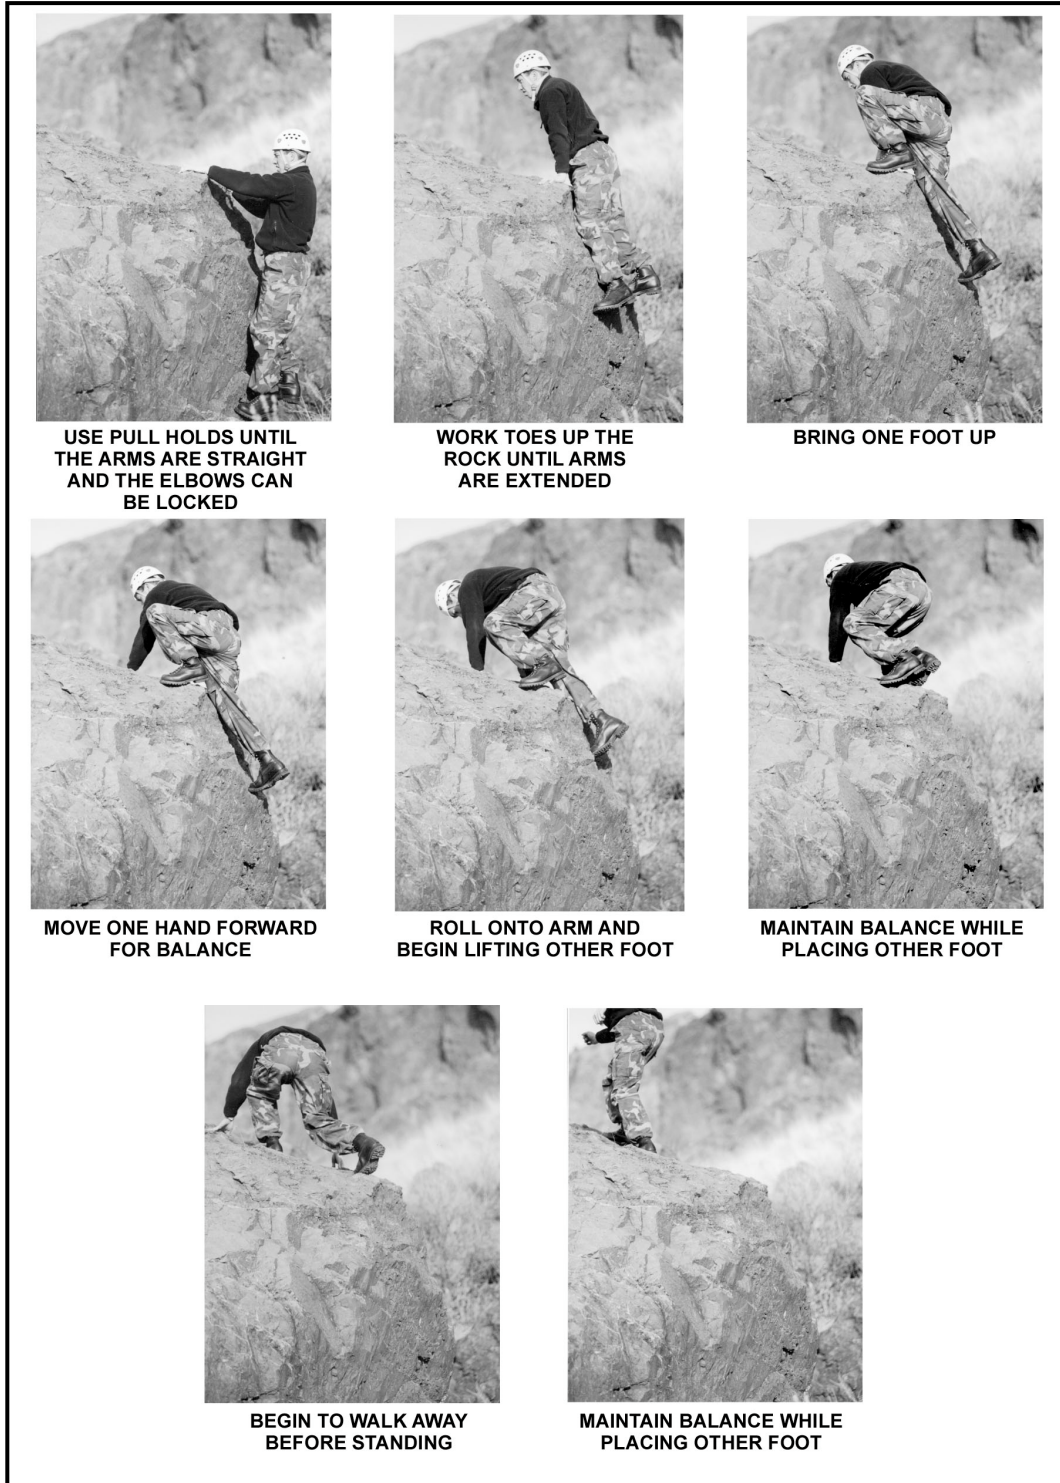 USE PULL HOLDS UNTIL
THE ARMS ARE STRAIGHT
AND THE ELBOWS CAN
BE LOCKED
WORK TOES UP THE
ROCK UNTIL ARMS
ARE EXTENDED
BRING ONE FOOT UP
MOVE ONE HAND FORWARD
FOR BALANCE
ROLL ONTO ARM AND
BEGIN LIFTING OTHER FOOT
MAINTAIN BALANCE WHILE
PLACING OTHER FOOT
BEGIN TO WALK AWAY
BEFORE STANDING
MAINTAIN BALANCE WHILE
PLACING OTHER FOOT